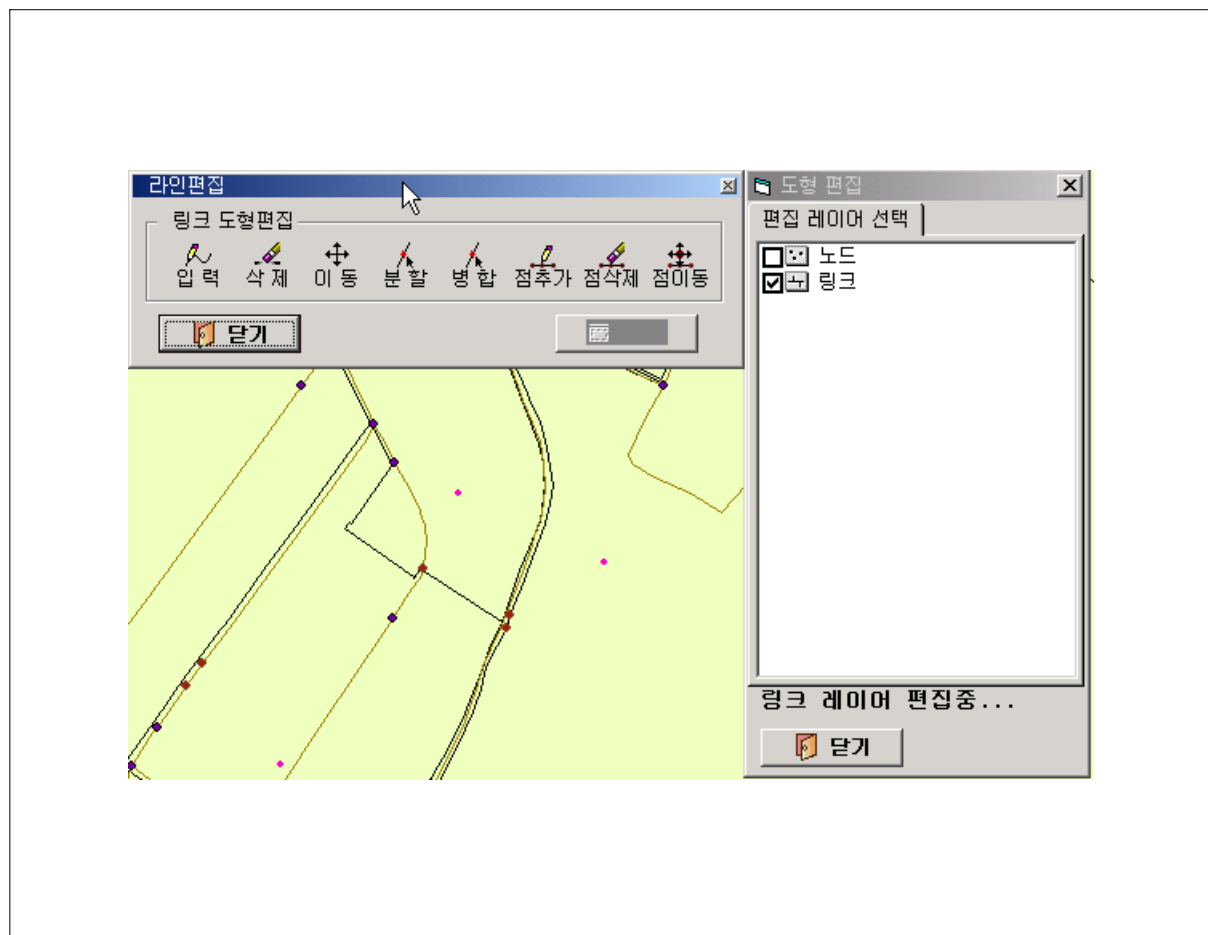 라인편집
링크 도형편집
입 력 삭 제 이 동 분 할 병 합 점추가 점삭제 점이동
닫기
도형 편집
편집 레이어 선택
노드
링크
링크 레이어 편집중...
닫기